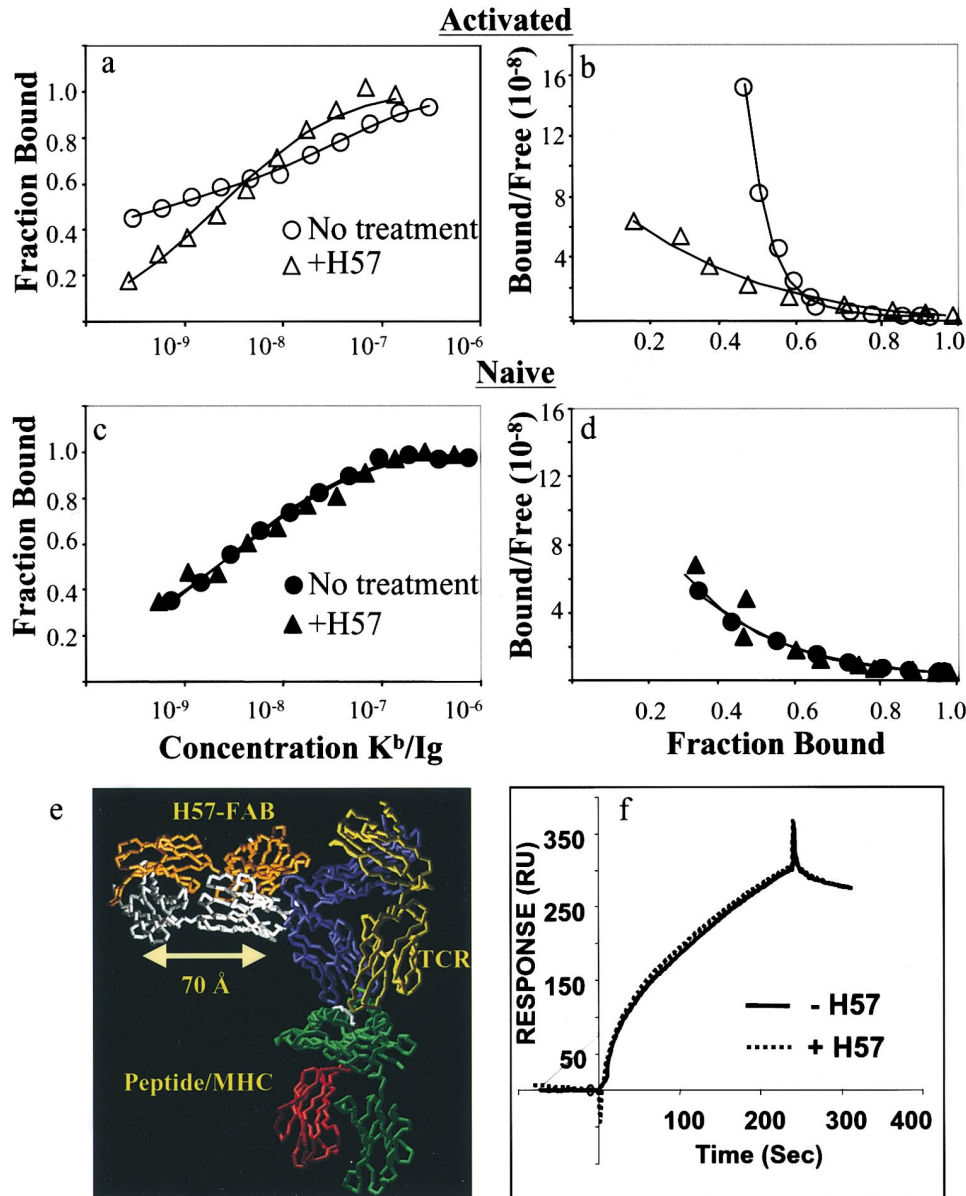 Activated
a
Fraction Bound
1.0
0.8
0.6
0.4
0.2
No treatment
+H57
10⁻⁹ 10⁻⁸ 10⁻⁷ 10⁻⁶
b
Bound/Free (10⁻⁸)
16
12
8
4
0.2 0.4 0.6 0.8 1.0
Naive
c
Fraction Bound
1.0
0.8
0.6
0.4
0.2
No treatment
+H57
10⁻⁹ 10⁻⁸ 10⁻⁷ 10⁻⁶
Concentration Kᵇ/Ig
d
Bound/Free (10⁻⁸)
16
12
8
4
0.2 0.4 0.6 0.8 1.0
Fraction Bound
e
H57-FAB
TCR
70 Å
Peptide/MHC
f
RESPONSE (RU)
350
250
150
50
0
- H57
+ H57
100 200 300 400
Time (Sec)